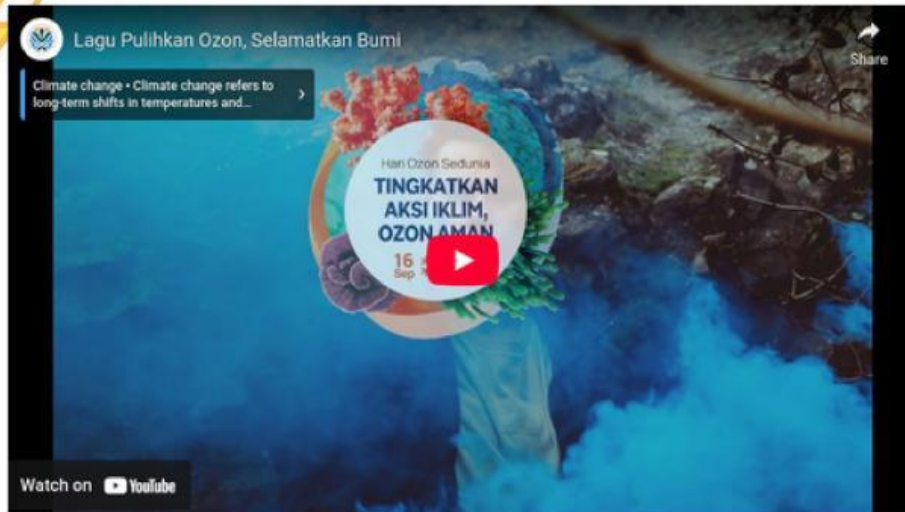 Lagu Pulihkan Ozon, Selamatkan Bumi
Share
Climate change • Climate change refers to
long-term shifts in temperatures and...
Hari Ozon Sedunia
TINGKATKAN
AKSI IKLIM,
OZON AMAN
16
Sep
Watch on YouTube